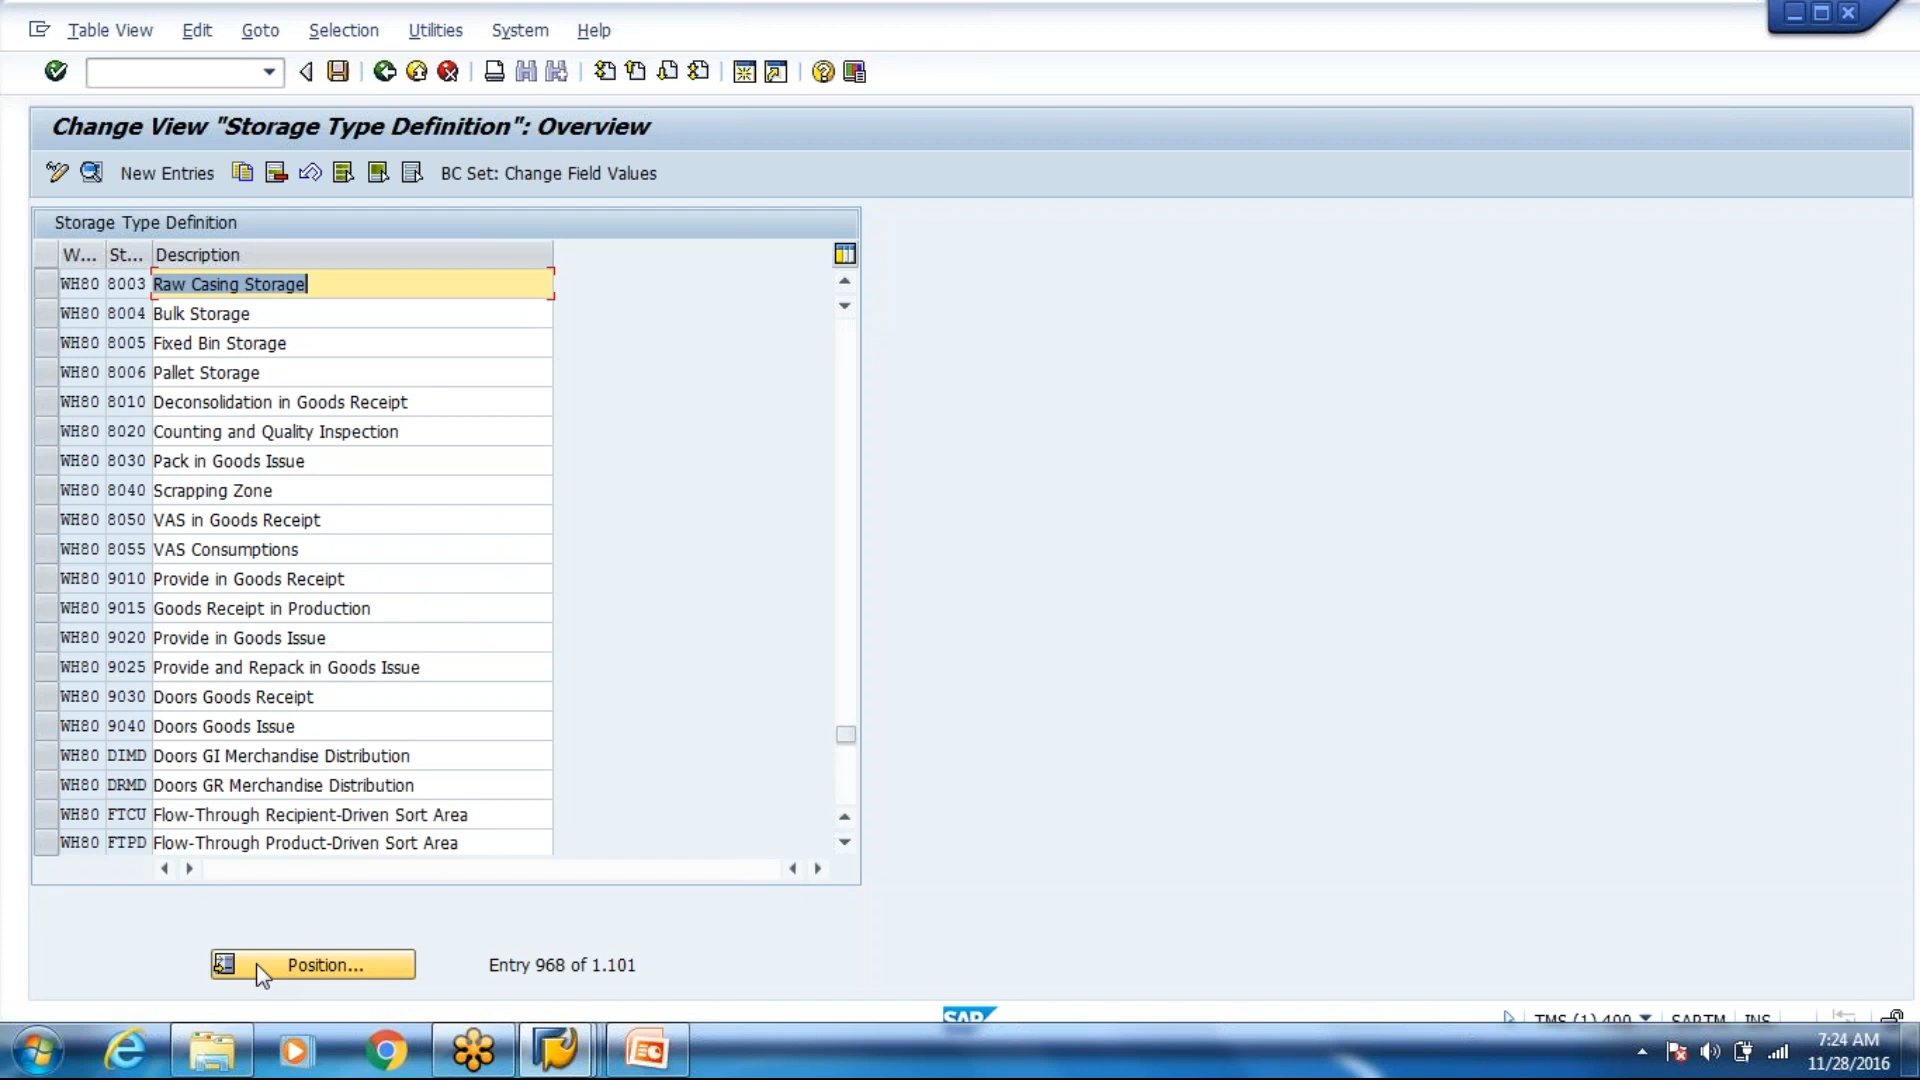 Table View Edit Goto Selection Utilities System Help
Change View "Storage Type Definition": Overview
New Entries BC Set: Change Field Values
Storage Type Definition
W... St... Description
WH80 8003 Raw Casing Storage
WH80 8004 Bulk Storage
WH80 8005 Fixed Bin Storage
WH80 8006 Pallet Storage
WH80 8010 Deconsolidation in Goods Receipt
WH80 8020 Counting and Quality Inspection
WH80 8030 Pack in Goods Issue
WH80 8040 Scrapping Zone
WH80 8050 VAS in Goods Receipt
WH80 8055 VAS Consumptions
WH80 9010 Provide in Goods Receipt
WH80 9015 Goods Receipt in Production
WH80 9020 Provide in Goods Issue
WH80 9025 Provide and Repack in Goods Issue
WH80 9030 Doors Goods Receipt
WH80 9040 Doors Goods Issue
WH80 DIMD Doors GI Merchandise Distribution
WH80 DRMD Doors GR Merchandise Distribution
WH80 FTCU Flow-Through Recipient-Driven Sort Area
WH80 FTPD Flow-Through Product-Driven Sort Area
Position... Entry 968 of 1.101
SAP TMS (1) 400 SAPTM INS
7:24 AM
11/28/2016